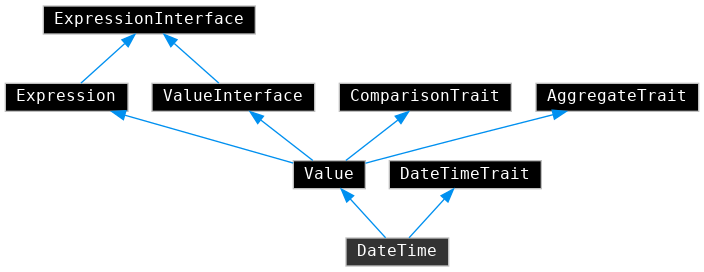 ExpressionInterface
Expression
ValueInterface
ComparisonTrait
AggregateTrait
Value
DateTimeTrait
DateTime